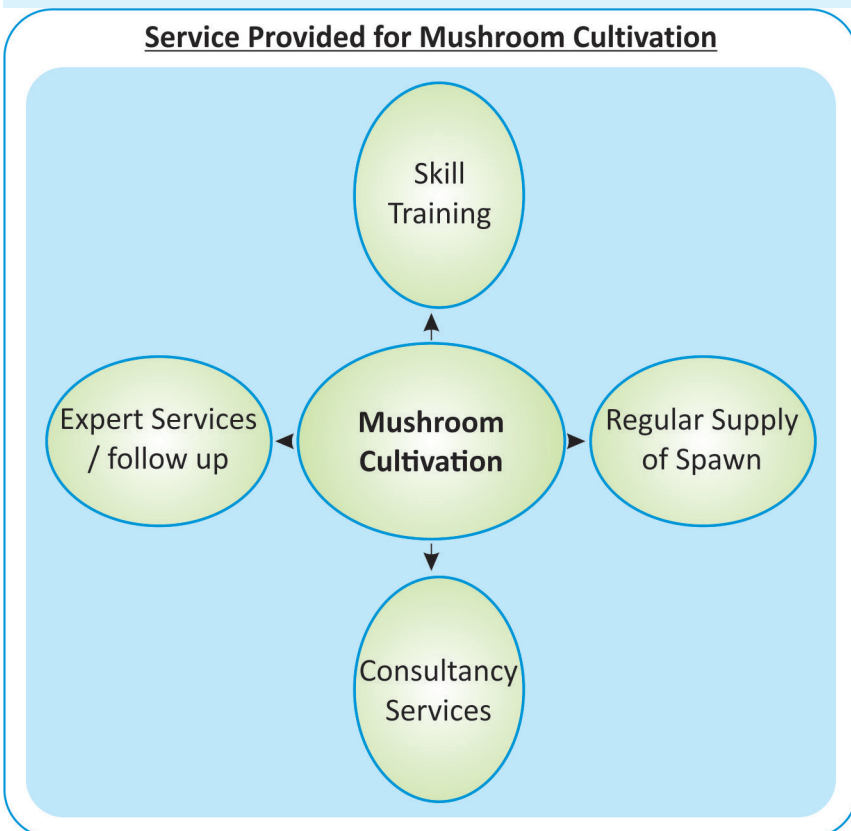 Service Provided for Mushroom Cultivation
Skill
Training
Expert Services
/ follow up
Mushroom
Cultivation
Regular Supply
of Spawn
Consultancy
Services